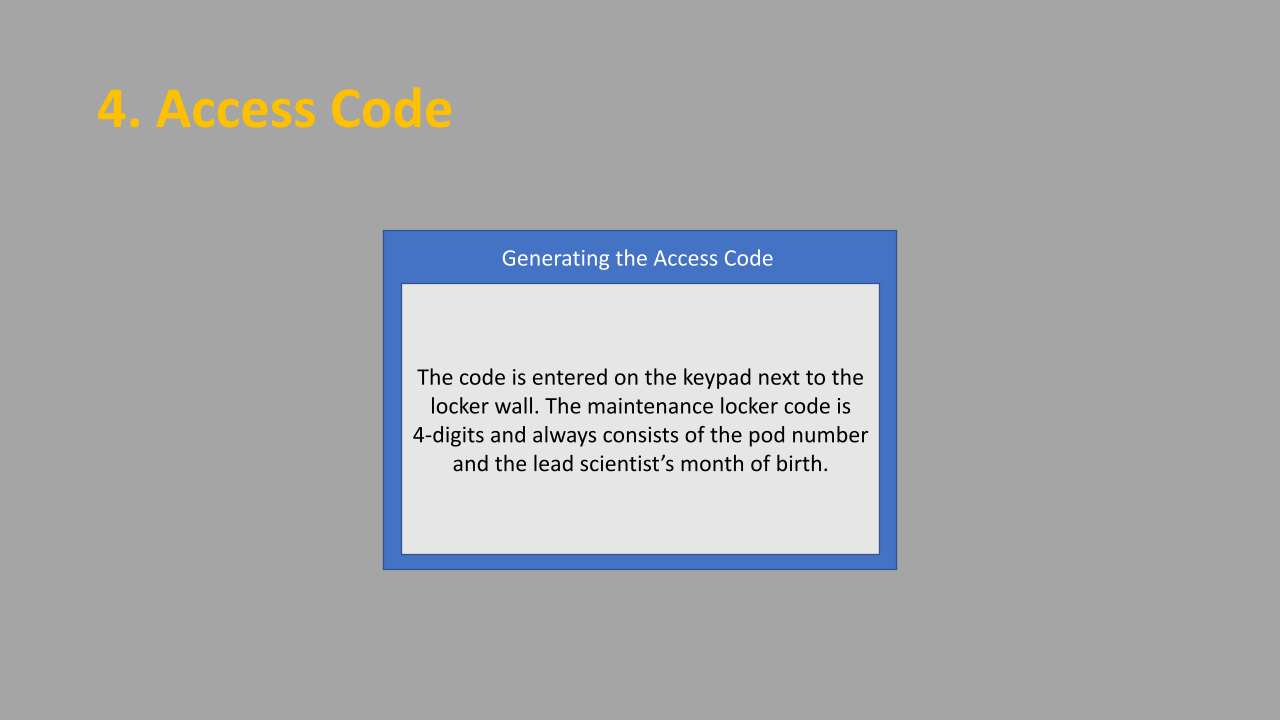 4. Access Code
Generating the Access Code
The code is entered on the keypad next to the
locker wall. The maintenance locker code is
4-digits and always consists of the pod number
and the lead scientist’s month of birth.